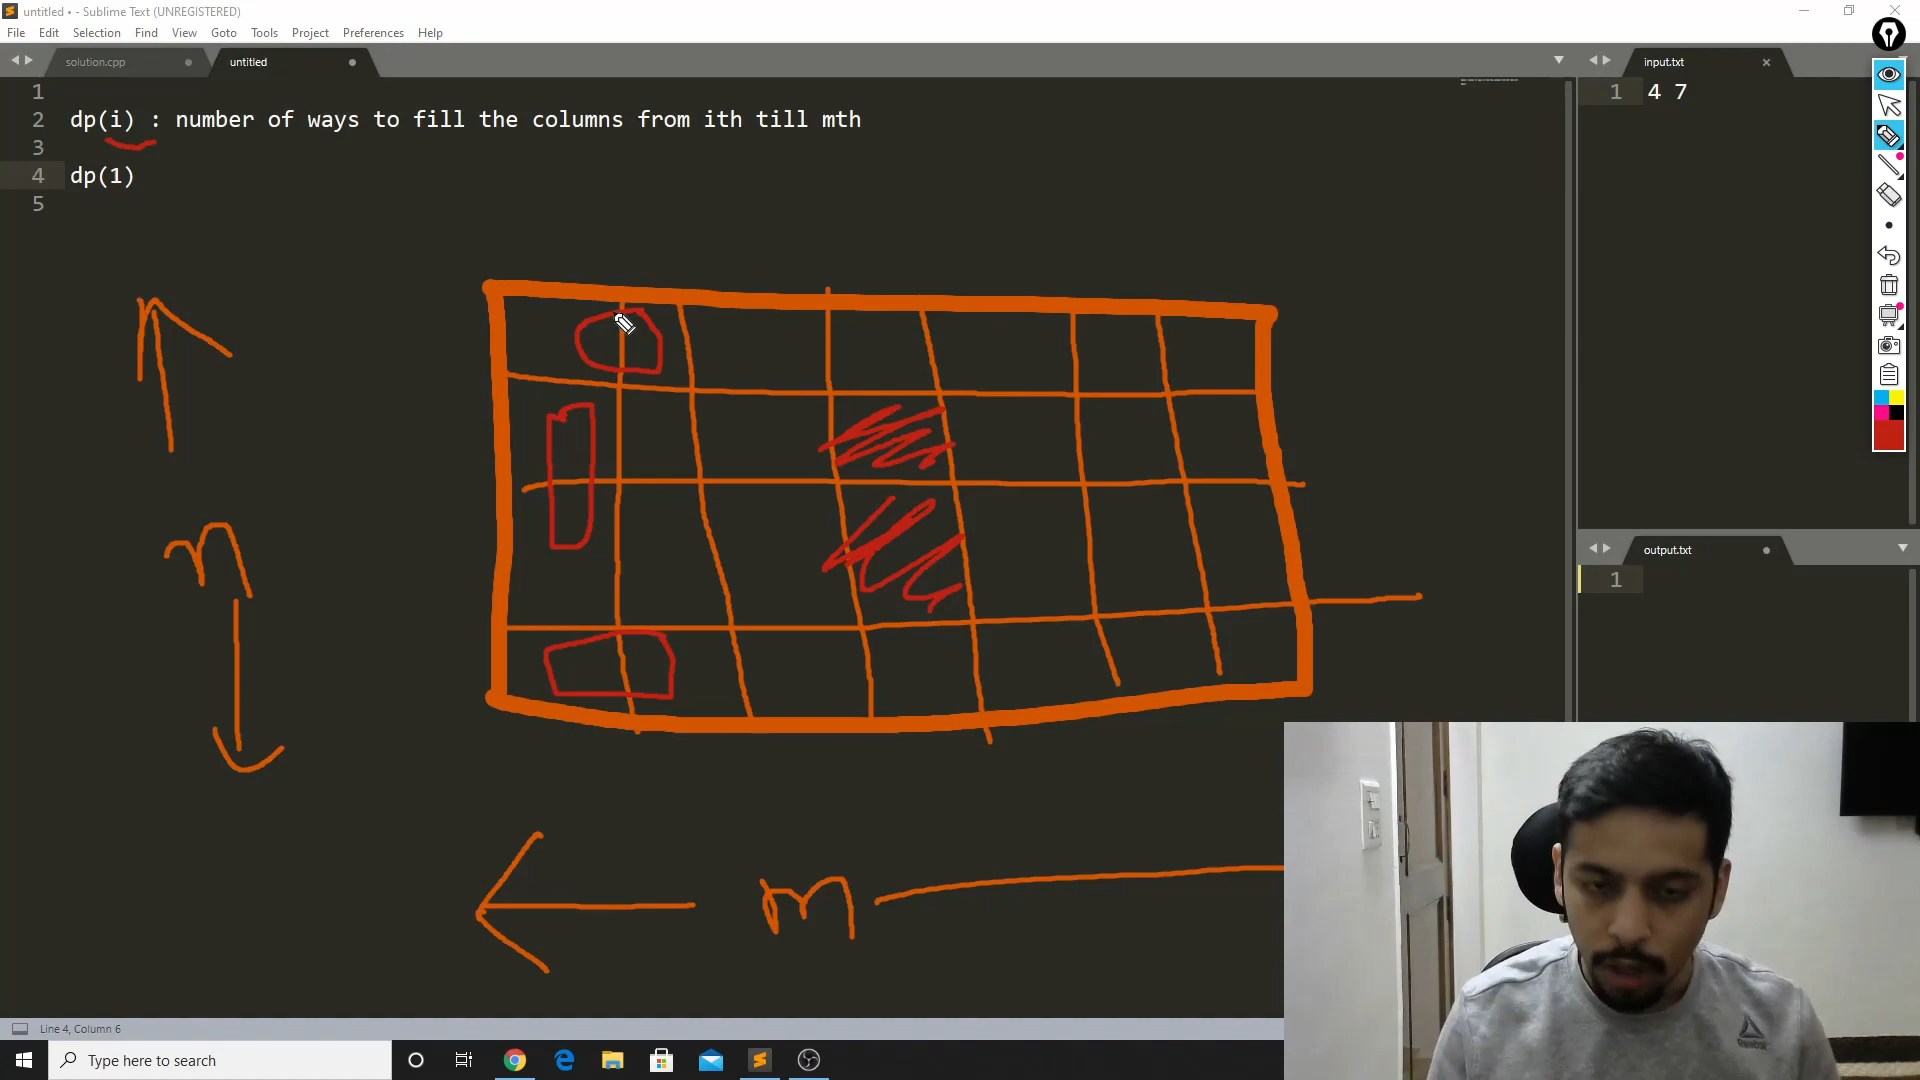 untitled • - Sublime Text (UNREGISTERED)
File Edit Selection Find View Goto Tools Project Preferences Help
solution.cpp
untitled
1
2 dp(i) : number of ways to fill the columns from ith till mth
3
4 dp(1)
5
input.txt
1 4 7
output.txt
1
n
m
Reebok
Line 4, Column 6
Type here to search